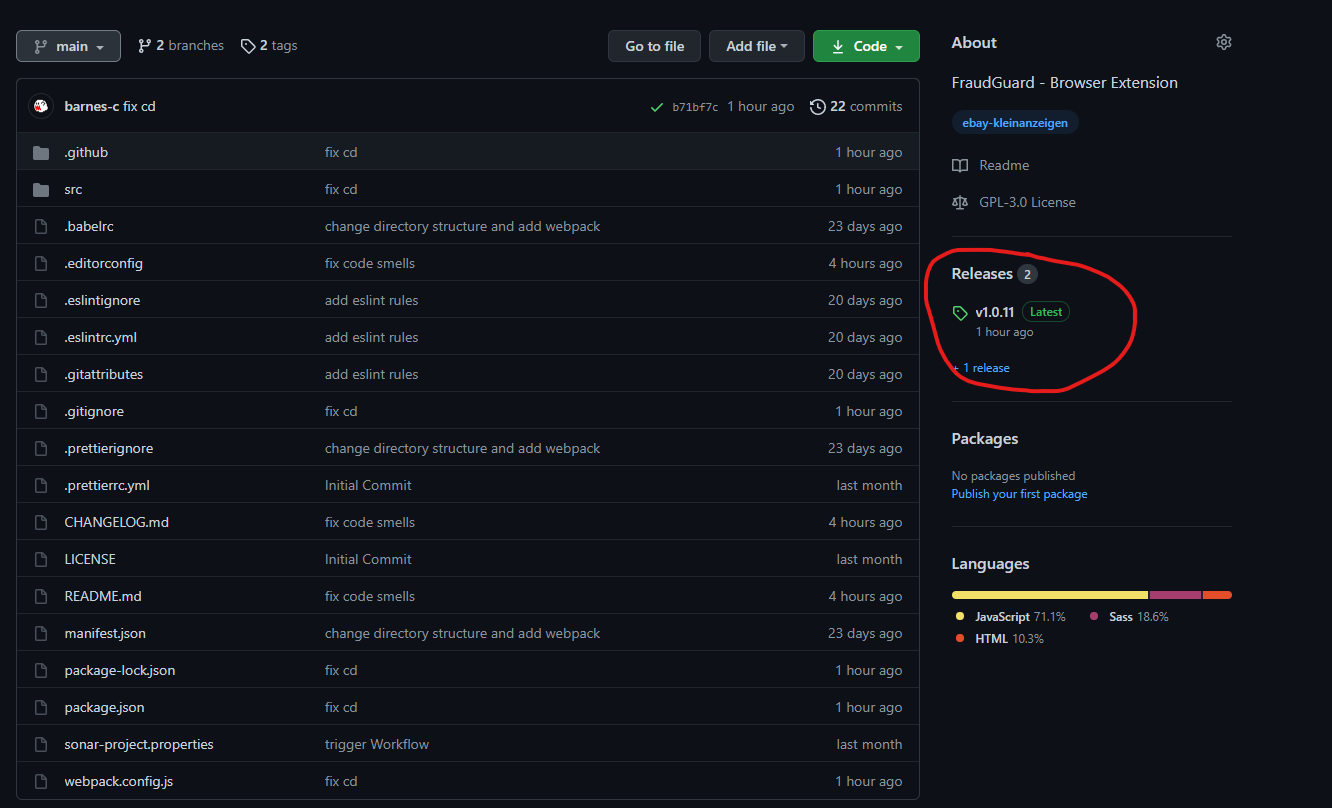 main 2 branches 2 tags Go to file Add file Code
barnes-c fix cd b71bf7c 1 hour ago 22 commits
.github fix cd 1 hour ago
src fix cd 1 hour ago
.babelrc change directory structure and add webpack 23 days ago
.editorconfig fix code smells 4 hours ago
.eslintignore add eslint rules 20 days ago
.eslintrc.yml add eslint rules 20 days ago
.gitattributes add eslint rules 20 days ago
.gitignore fix cd 1 hour ago
.prettierignore change directory structure and add webpack 23 days ago
.prettierrc.yml Initial Commit last month
CHANGELOG.md fix code smells 4 hours ago
LICENSE Initial Commit last month
README.md fix code smells 4 hours ago
manifest.json change directory structure and add webpack 23 days ago
package-lock.json fix cd 1 hour ago
package.json fix cd 1 hour ago
sonar-project.properties trigger Workflow last month
webpack.config.js fix cd 1 hour ago
About
FraudGuard - Browser Extension
ebay-kleinanzeigen
Readme
GPL-3.0 License
Releases 2
v1.0.11 Latest
1 hour ago
+ 1 release
Packages
No packages published
Publish your first package
Languages
JavaScript 71.1% Sass 18.6%
HTML 10.3%